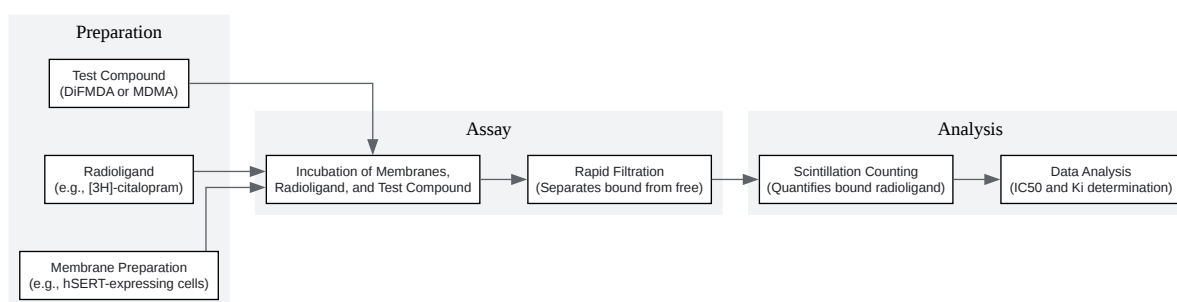 Preparation
Test Compound
(DiFMDA or MDMA)
Radioligand
(e.g., [3H]-citalopram)
Membrane Preparation
(e.g., hSERT-expressing cells)
Assay
Incubation of Membranes,
Radioligand, and Test Compound
Rapid Filtration
(Separates bound from free)
Analysis
Scintillation Counting
(Quantifies bound radioligand)
Data Analysis
(IC50 and Ki determination)